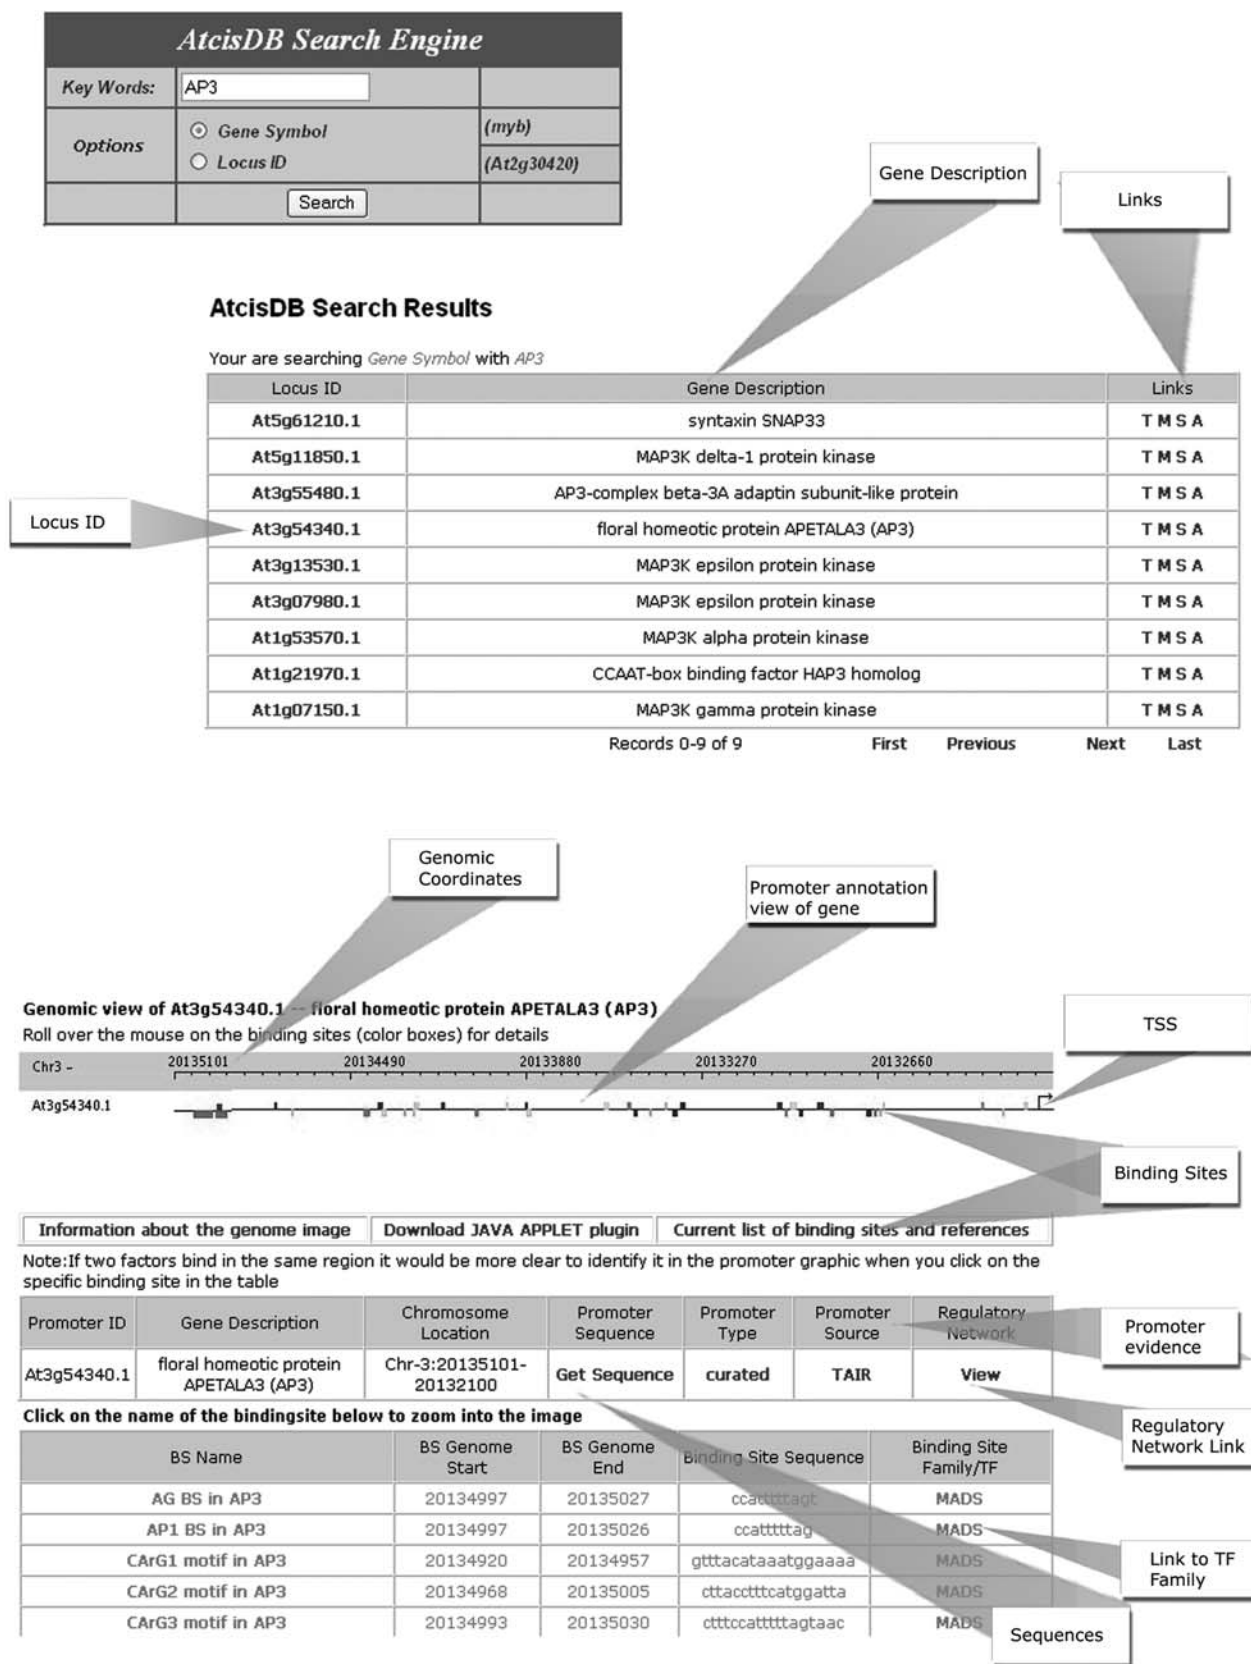 AtcisDB Search Engine
Key Words: AP3
Options
Gene Symbol (myb)
Locus ID (At2g30420)
Search
Gene Description
Links
AtcisDB Search Results
Your are searching Gene Symbol with AP3
Locus ID Gene Description Links
At5g61210.1 syntaxin SNAP33 T M S A
At5g11850.1 MAP3K delta-1 protein kinase T M S A
At3g55480.1 AP3-complex beta-3A adaptin subunit-like protein T M S A
Locus ID
At3g54340.1 floral homeotic protein APETALA3 (AP3) T M S A
At3g13530.1 MAP3K epsilon protein kinase T M S A
At3g07980.1 MAP3K epsilon protein kinase T M S A
At1g53570.1 MAP3K alpha protein kinase T M S A
At1g21970.1 CCAAT-box binding factor HAP3 homolog T M S A
At1g07150.1 MAP3K gamma protein kinase T M S A
Records 0-9 of 9 First Previous Next Last
Genomic
Coordinates
Promoter annotation
view of gene
Genomic view of At3g54340.1 -- floral homeotic protein APETALA3 (AP3)
Roll over the mouse on the binding sites (color boxes) for details
TSS
Chr3 - 20135101 20134490 20133880 20133270 20132660
At3g54340.1
Binding Sites
Information about the genome image Download JAVA APPLET plugin Current list of binding sites and references
Note:If two factors bind in the same region it would be more clear to identify it in the promoter graphic when you click on the
specific binding site in the table
Promoter ID Gene Description Chromosome Location Promoter Sequence Promoter Type Promoter Source Regulatory Network
Promoter
evidence
At3g54340.1 floral homeotic protein APETALA3 (AP3) Chr-3:20135101-20132100 Get Sequence curated TAIR View
Click on the name of the bindingsite below to zoom into the image
Regulatory
Network Link
BS Name BS Genome Start BS Genome End Binding Site Sequence Binding Site Family/TF
AG BS in AP3 20134997 20135027 ccatttttagt MADS
AP1 BS in AP3 20134997 20135026 ccatttttag MADS
CArG1 motif in AP3 20134920 20134957 gtttacataaatggaaaa MADS
CArG2 motif in AP3 20134968 20135005 cttacctttcatggatta MADS
CArG3 motif in AP3 20134993 20135030 ctttccatttttagtaac MADS
Link to TF
Family
Sequences